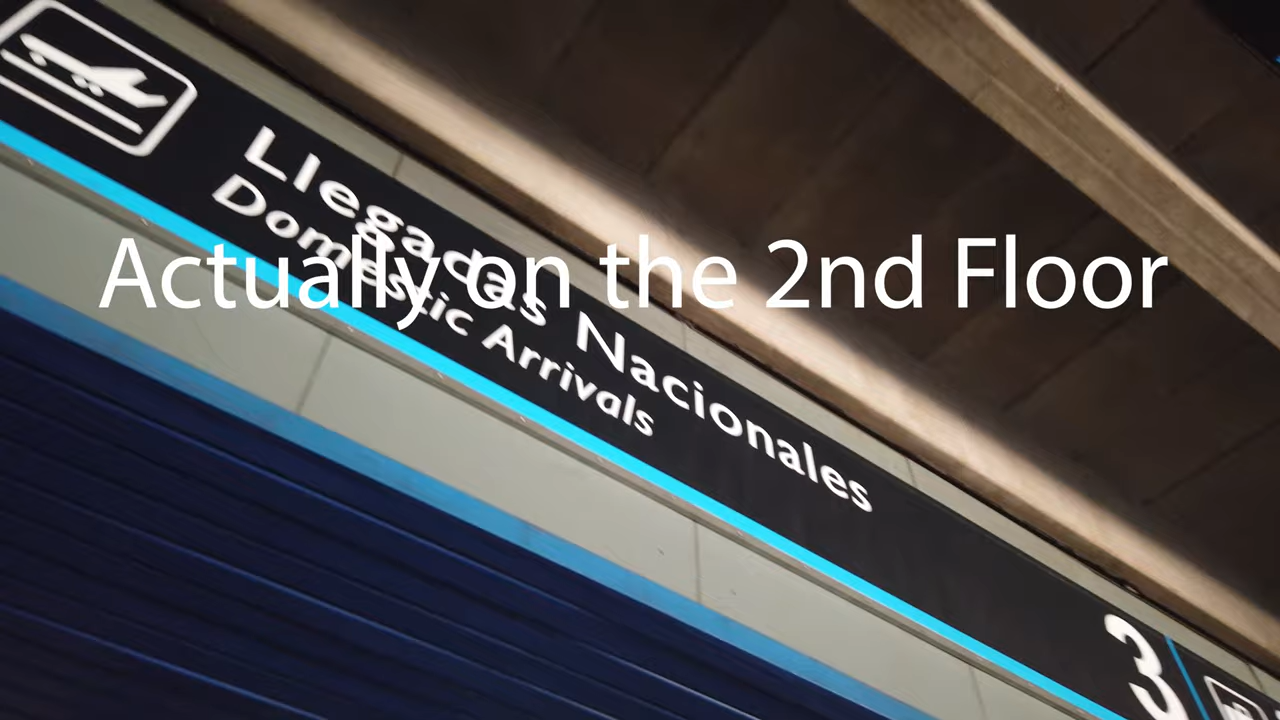 Llegadas Nacionales
Domestic Arrivals
Actually on the 2nd Floor
3